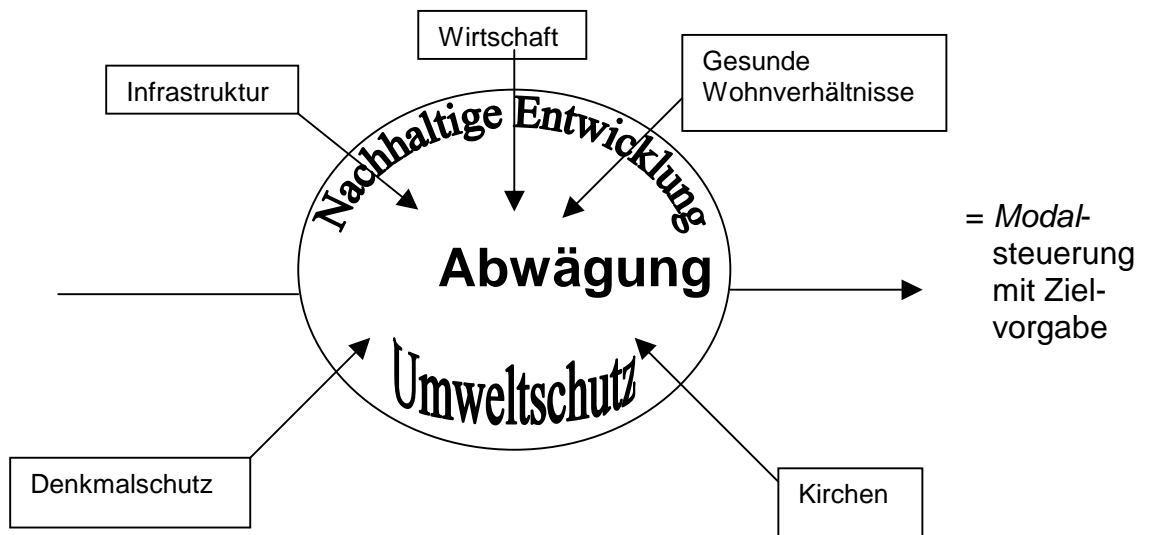 Wirtschaft
Infrastruktur
Gesunde
Wohnverhältnisse
Nachhaltige Entwicklung
Abwägung
= Modal-
steuerung
mit Ziel-
vorgabe
Umweltschutz
Denkmalschutz
Kirchen